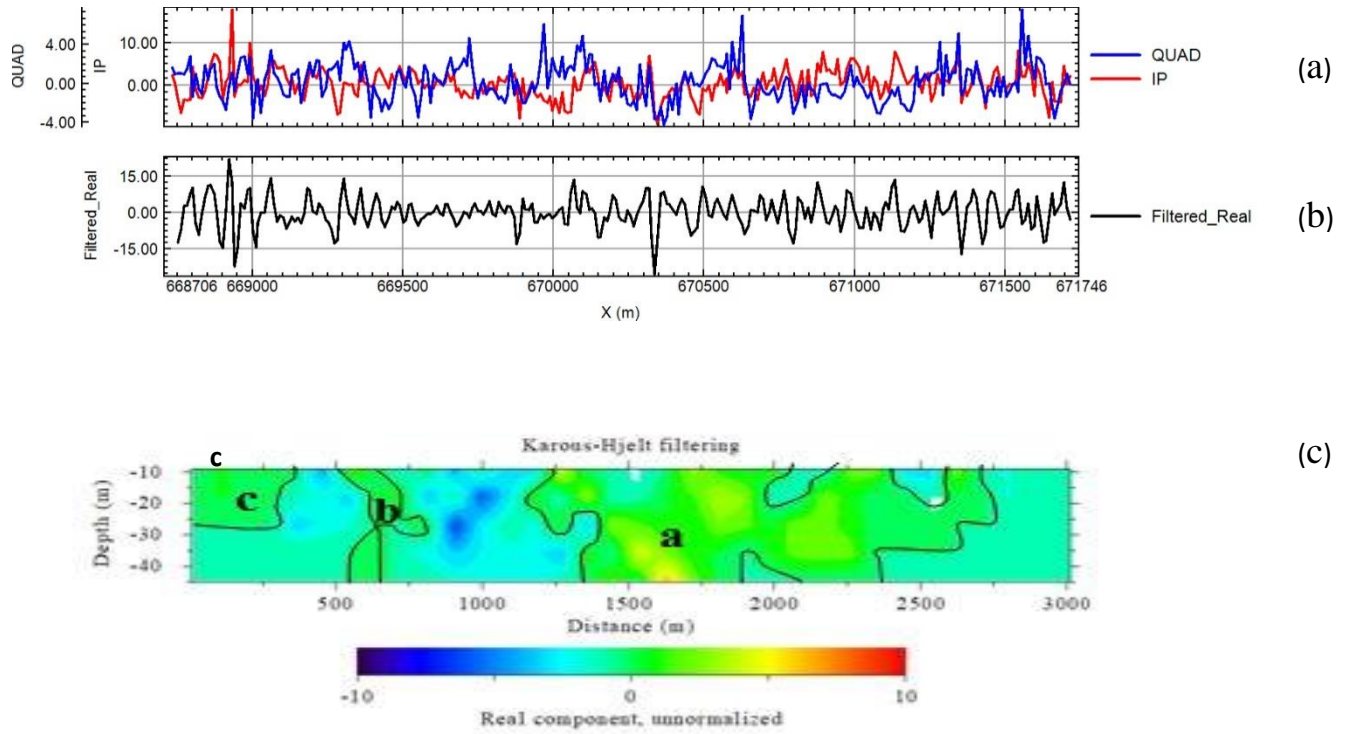 QUAD
4.00
0.00
-4.00
IP
10.00
0.00
QUAD
IP
(a)
Filtered_Real
15.00
0.00
-15.00
Filtered_Real
(b)
668706 669000 669500 670000 670500 671000 671500 671746
X (m)
Karous-Hjelt filtering
(c)
c
Depth (m)
-10
-20
-30
-40
c
b
a
500 1000 1500 2000 2500 3000
Distance (m)
-10 0 10
Real component, unnormalized